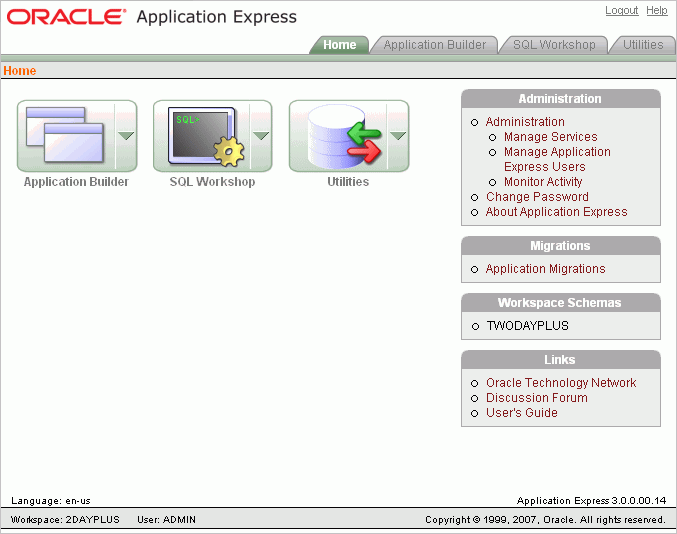 ORACLE® Application Express
Logout Help
Home Application Builder SQL Workshop Utilities
Home
SQL>
Application Builder SQL Workshop Utilities
Administration
Administration
Manage Services
Manage Application
Express Users
Monitor Activity
Change Password
About Application Express
Migrations
Application Migrations
Workspace Schemas
TWODAYPLUS
Links
Oracle Technology Network
Discussion Forum
User's Guide
Language: en-us Application Express 3.0.0.00.14
Workspace: 2DAYPLUS User: ADMIN Copyright © 1999, 2007, Oracle. All rights reserved.